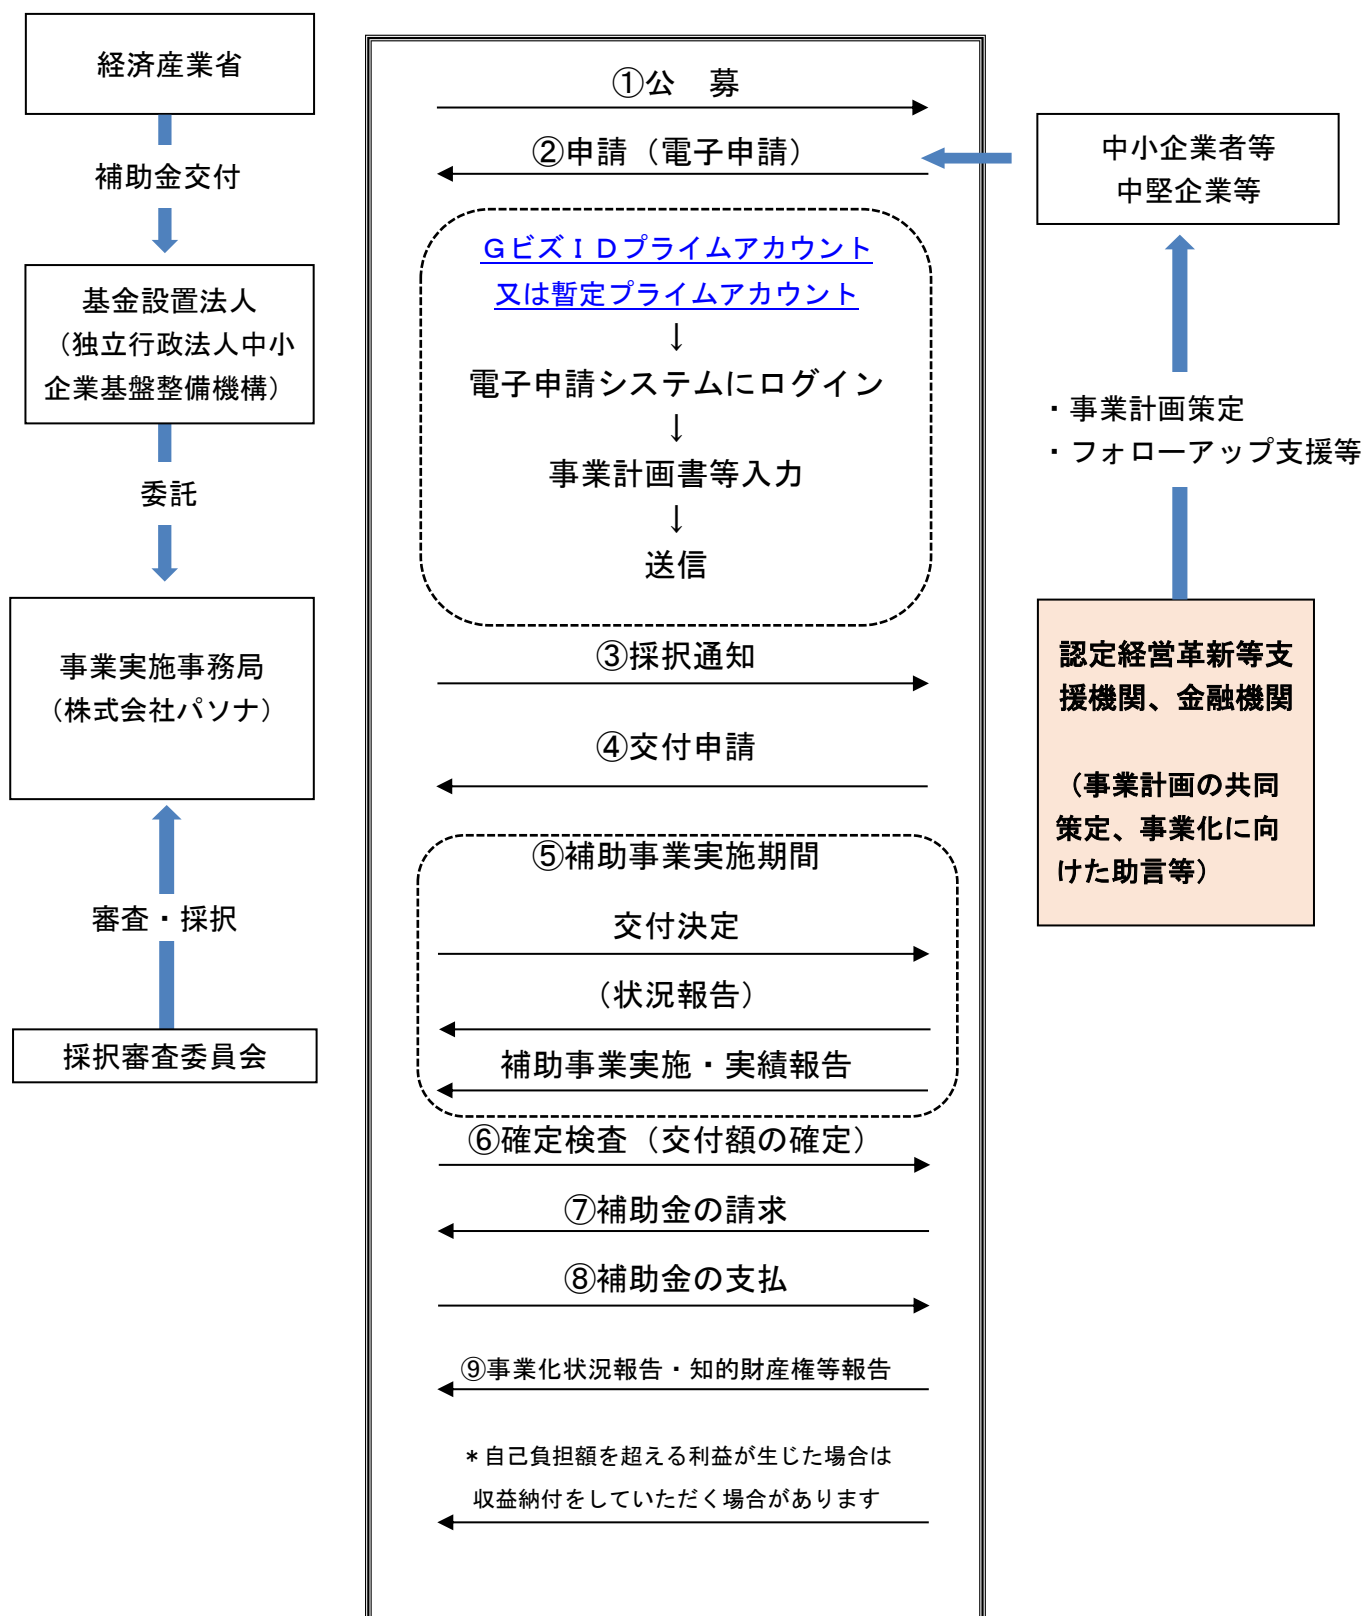 経済産業省
補助金交付
基金設置法人
（独立行政法人中小
企業基盤整備機構）
委託
事業実施事務局
（株式会社パソナ）
審査・採択
採択審査委員会
①公　募
②申請（電子申請）
ＧビズＩＤプライムアカウント
又は暫定プライムアカウント
↓
電子申請システムにログイン
↓
事業計画書等入力
↓
送信
③採択通知
④交付申請
⑤補助事業実施期間
交付決定
（状況報告）
補助事業実施・実績報告
⑥確定検査（交付額の確定）
⑦補助金の請求
⑧補助金の支払
⑨事業化状況報告・知的財産権等報告
＊自己負担額を超える利益が生じた場合は
収益納付をしていただく場合があります
中小企業者等
中堅企業等
・事業計画策定
・フォローアップ支援等
認定経営革新等支
援機関、金融機関
（事業計画の共同
策定、事業化に向
けた助言等）